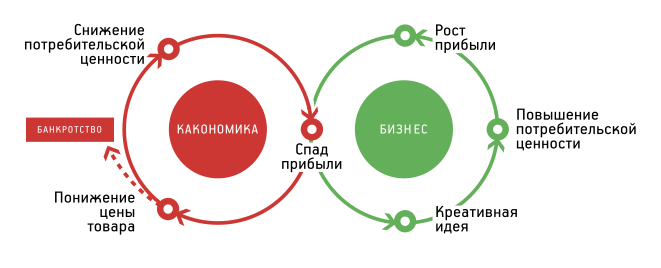 Снижение
потребительской
ценности
Рост
прибыли
БАНКРОТСТВО
КАКОНОМИКА
Спад
прибыли
БИЗНЕС
Повышение
потребительской
ценности
Понижение
цены
товара
Креативная
идея